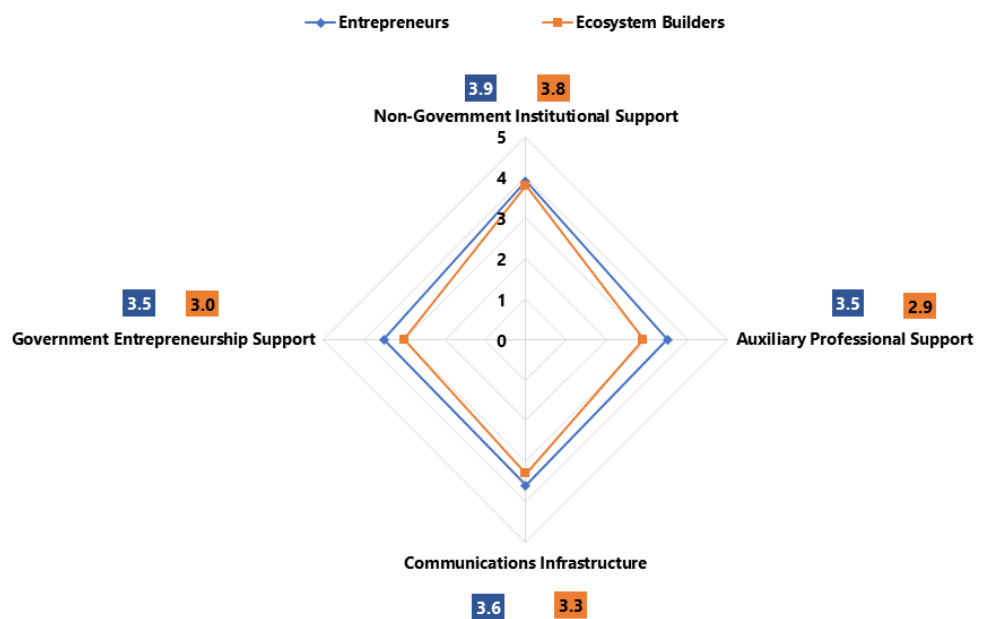 Entrepreneurs Ecosystem Builders
3.9 3.8
Non-Government Institutional Support
5
4
3
2
1
0
3.5 3.0
Government Entrepreneurship Support
3.5 2.9
Auxiliary Professional Support
Communications Infrastructure
3.6 3.3